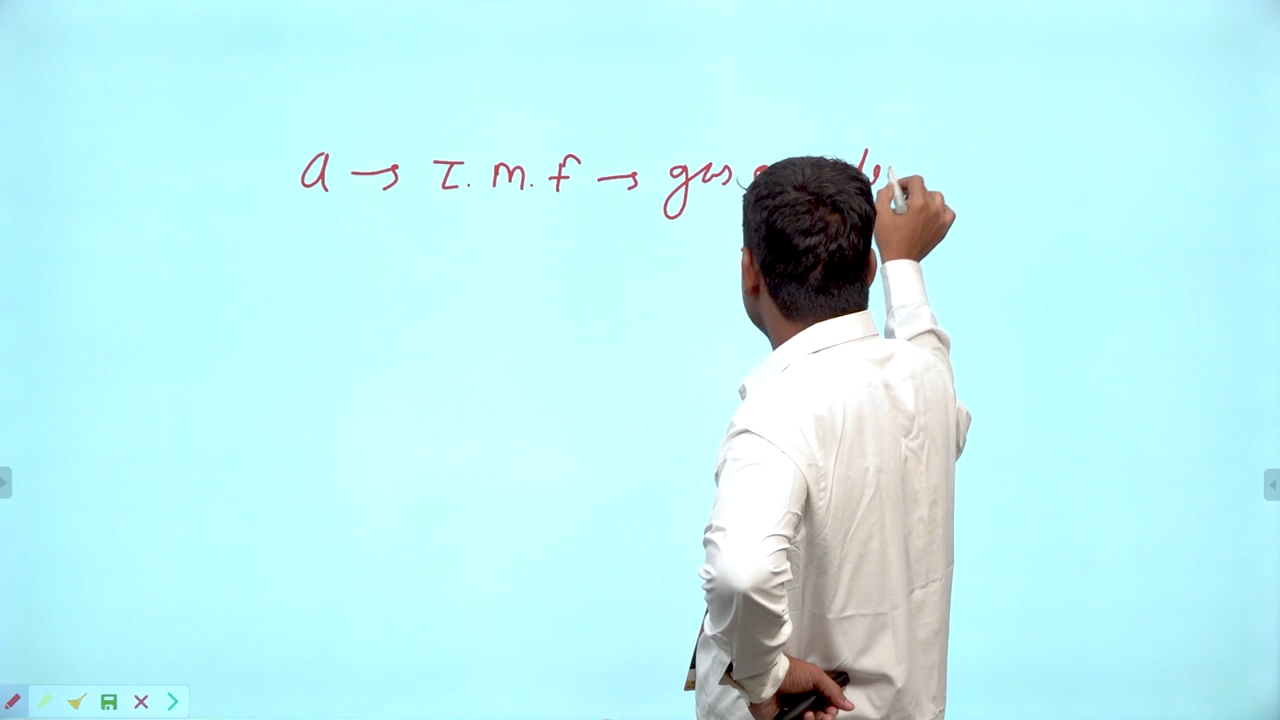 a → I.M.f → gas